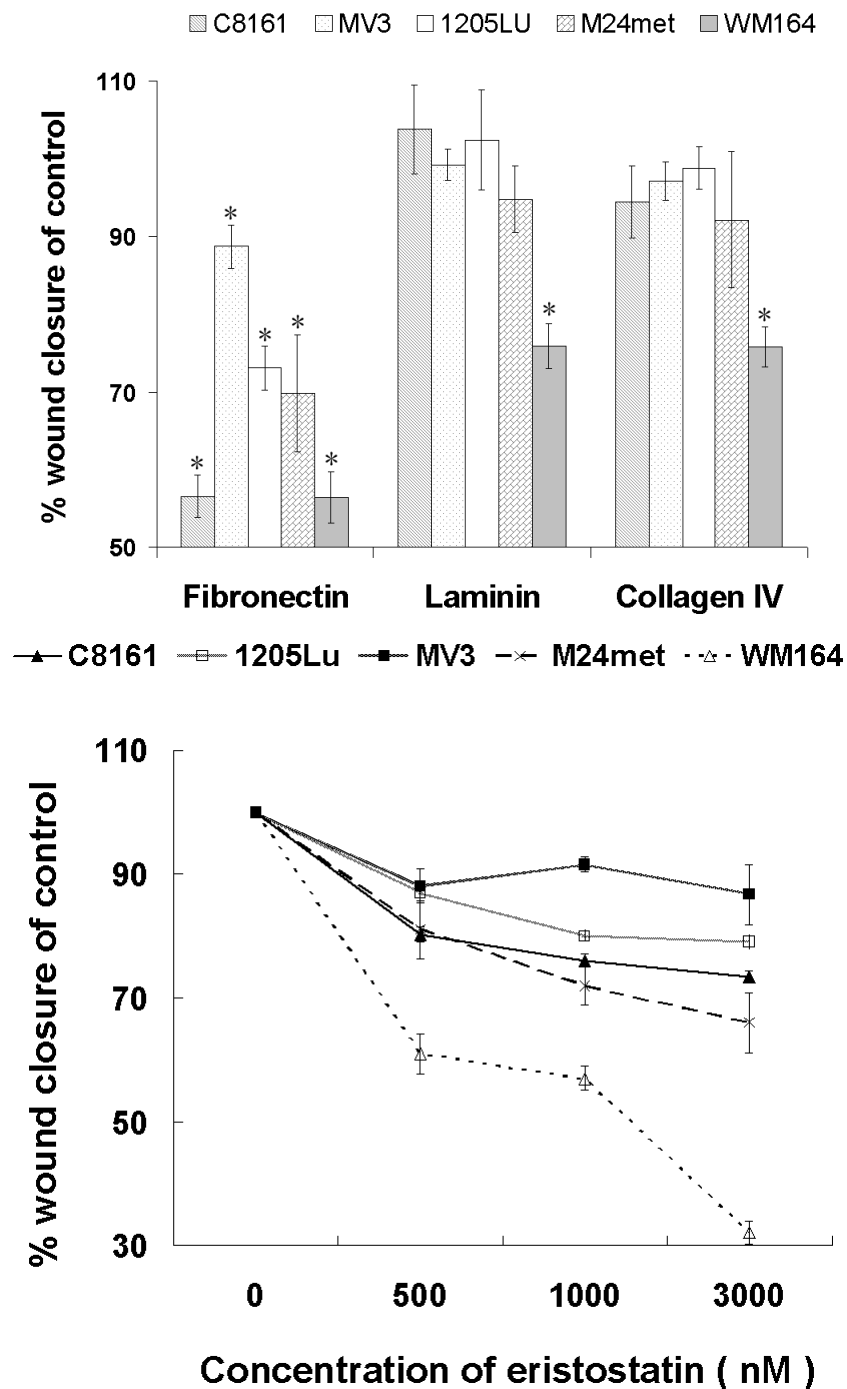 C8161 MV3 1205LU M24met WM164
110
90
70
50
% wound closure of control
* * * * *
*
*
Fibronectin Laminin Collagen IV
C8161 1205Lu MV3 M24met WM164
110
90
70
50
30
% wound closure of control
0 500 1000 3000
Concentration of eristostatin ( nM )